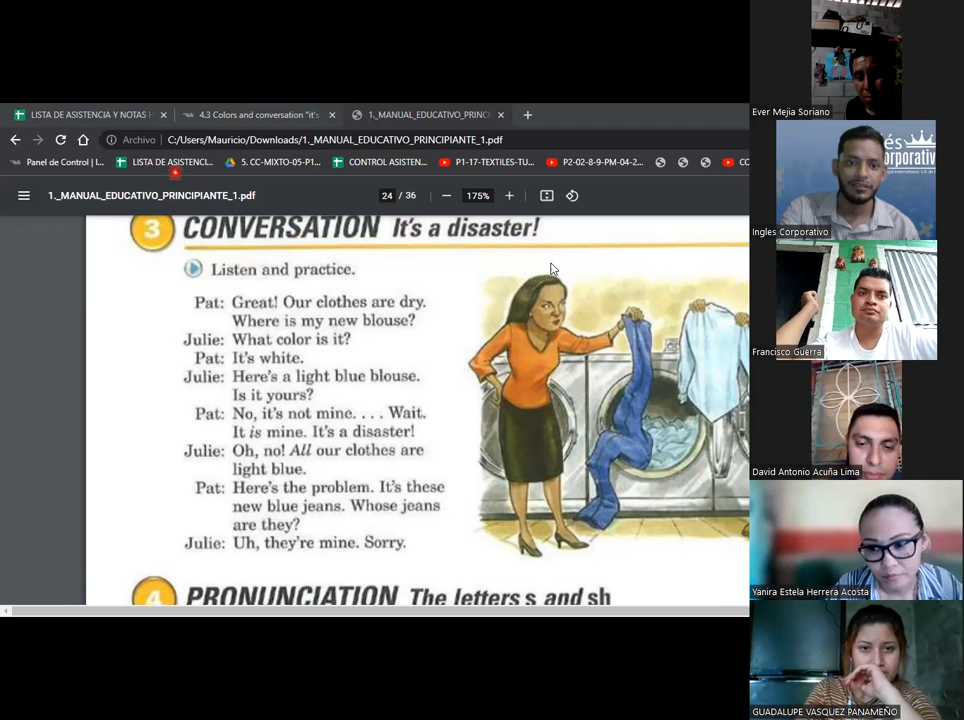 LISTA DE ASISTENCIA Y NOTAS
4.3 Colors and conversation "it's
1._MANUAL_EDUCATIVO_PRINCIPI
Archivo C:/Users/Mauricio/Downloads/1._MANUAL_EDUCATIVO_PRINCIPIANTE_1.pdf
Panel de Control | I...
LISTA DE ASISTENCI...
5. CC-MIXTO-05-P1...
CONTROL ASISTEN...
P1-17-TEXTILES-TU...
P2-02-8-9-PM-04-2...
CC
1._MANUAL_EDUCATIVO_PRINCIPIANTE_1.pdf
24 / 36
175%
3 CONVERSATION It's a disaster!
Listen and practice.
Pat: Great! Our clothes are dry.
Where is my new blouse?
Julie: What color is it?
Pat: It's white.
Julie: Here's a light blue blouse.
Is it yours?
Pat: No, it's not mine. . . . Wait.
It is mine. It's a disaster!
Julie: Oh, no! All our clothes are
light blue.
Pat: Here's the problem. It's these
new blue jeans. Whose jeans
are they?
Julie: Uh, they're mine. Sorry.
4 PRONUNCIATION The letters s and sh
Ever Mejia Soriano
és
orporativo
Ingles Corporativo
Francisco Guerra
David Antonio Acuña Lima
Yanira Estela Herrera Acosta
GUADALUPE VASQUEZ PANAMEÑO